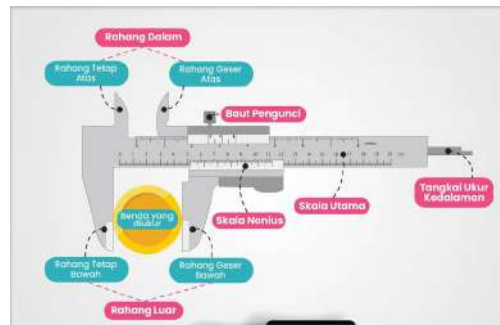 Rahang Dalam
Rahang Tetap
Atas
Rahang Geser
Atas
Baut Pengunci
Tangkai Ukur
Kedalaman
Skala Utama
Skala Nonius
Benda yang
diukur
Rahang Tetap
Bawah
Rahang Geser
Bawah
Rahang Luar